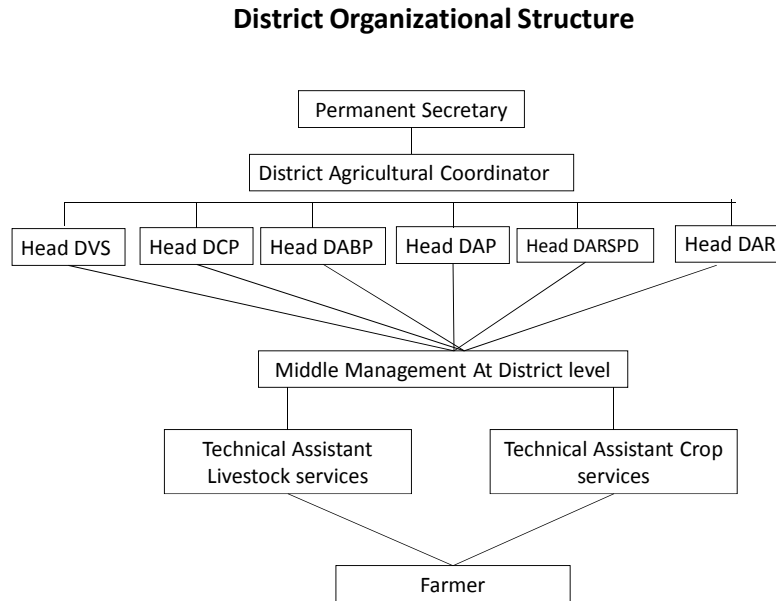 District Organizational Structure
Permanent Secretary
District Agricultural Coordinator
Head DVS
Head DCP
Head DABP
Head DAP
Head DARSPD
Head DAR
Middle Management At District level
Technical Assistant
Livestock services
Technical Assistant Crop
services
Farmer